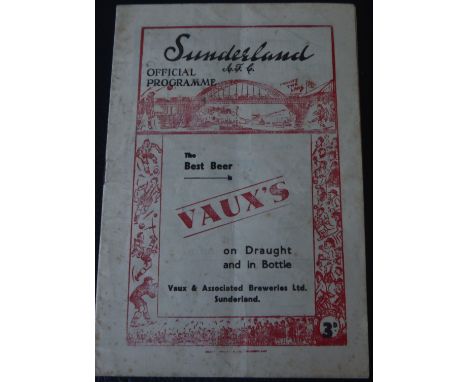 Sunderland
A.F.C.
OFFICIAL
PROGRAMME
The
Best Beer
is
VAUX'S
on Draught
and in Bottle
Vaux & Associated Breweries Ltd.
Sunderland.
3D